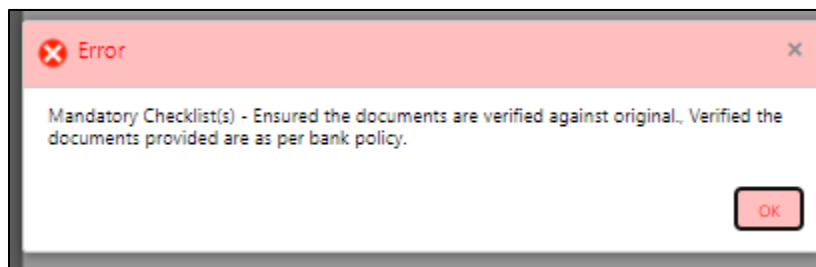 Error
Mandatory Checklist(s) - Ensured the documents are verified against original., Verified the
documents provided are as per bank policy.
OK